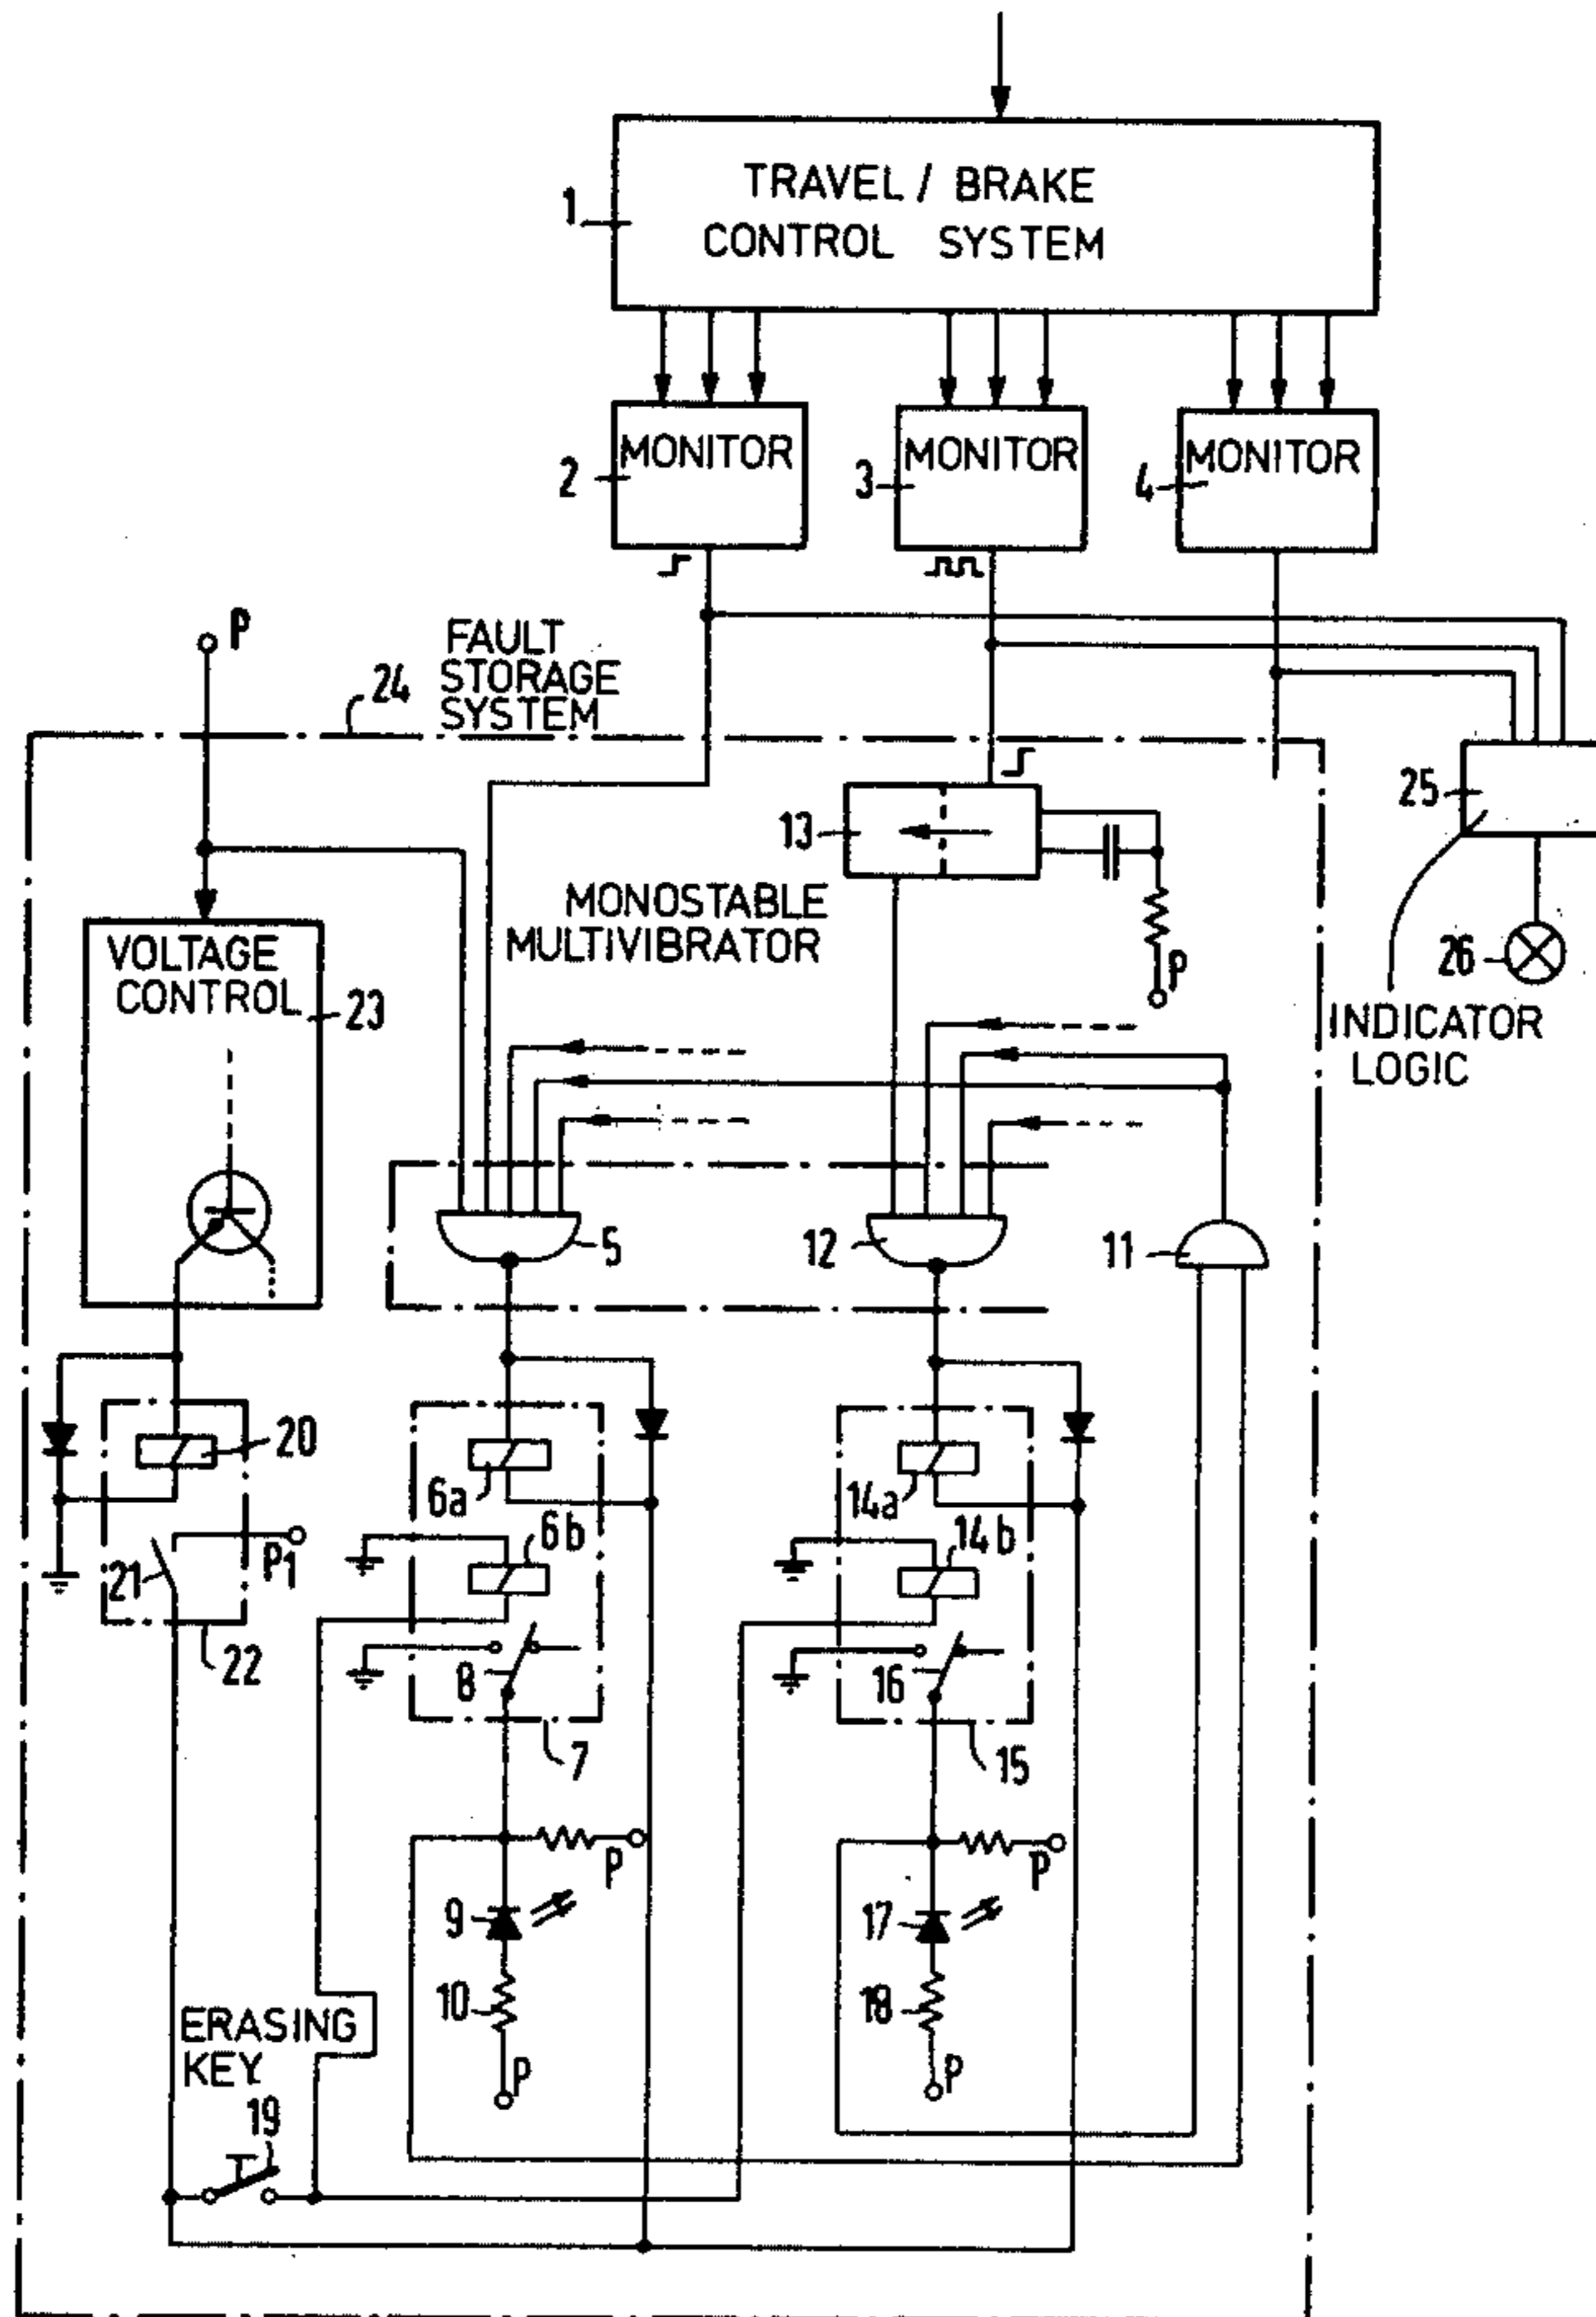 TRAVEL / BRAKE
CONTROL SYSTEM
1
MONITOR
2
MONITOR
3
MONITOR
4
P
FAULT
STORAGE
SYSTEM
24
25
13
MONOSTABLE
MULTIVIBRATOR
P
26
INDICATOR
LOGIC
VOLTAGE
CONTROL
23
5
12
11
20
6a
6b
14a
14b
P1
21
22
8
7
16
15
P
P
9
17
10
18
P
P
ERASING
KEY
19